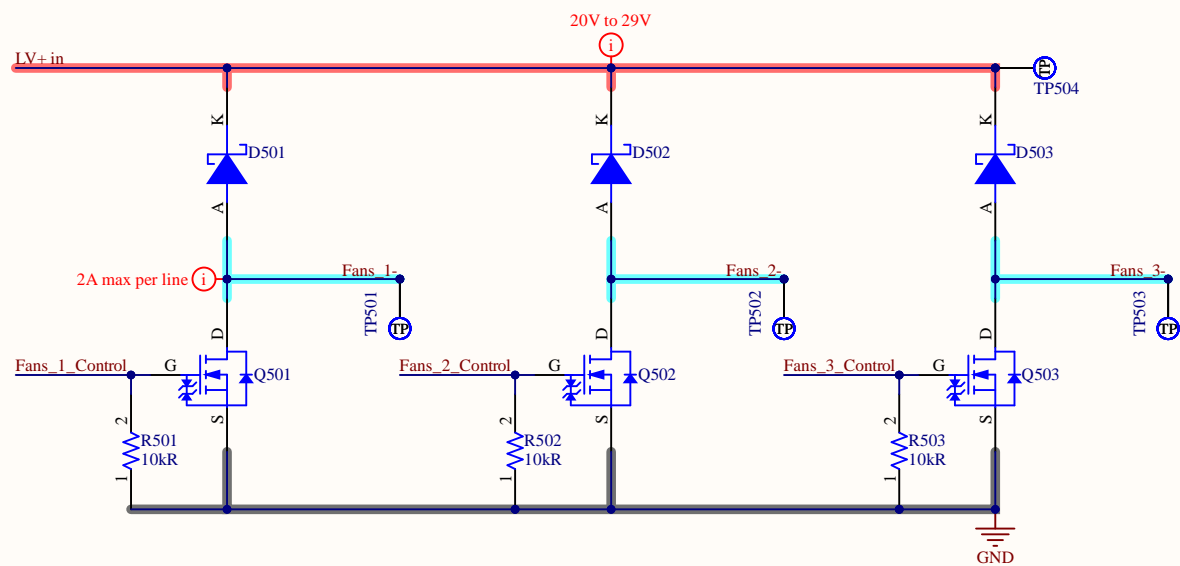 20V to 29V
i
LV+ in
TP
TP504
K
D501
A
K
D502
A
K
D503
A
2A max per line
i
Fans_1-
TP501
TP
Fans_2-
TP502
TP
Fans_3-
TP503
TP
Fans_1_Control
G
D
S
Q501
2
R501
10kR
1
Fans_2_Control
G
D
S
Q502
2
R502
10kR
1
Fans_3_Control
G
D
S
Q503
2
R503
10kR
1
GND